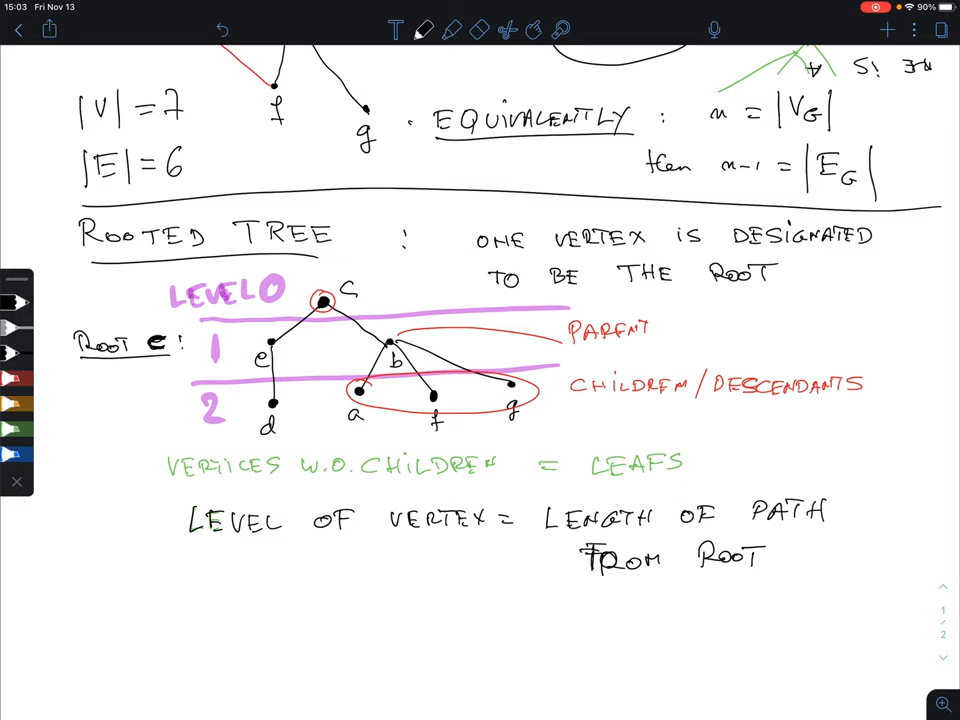 15:03 Fri Nov 13
90%
f
g
|V| = 7
|E| = 6
• EQUIVALENTLY : n = |V_G|
then n-1 = |E_G|
ROOTED TREE : ONE VERTEX IS DESIGNATED
TO BE THE ROOT
LEVEL 0
c
ROOT c :
1
e
b
PARENT
2
d
a
f
g
CHILDREN/DESCENDANTS
VERTICES W.O. CHILDREN = LEAFS
LEVEL OF VERTEX = LENGTH OF PATH
FROM ROOT
1
/
2